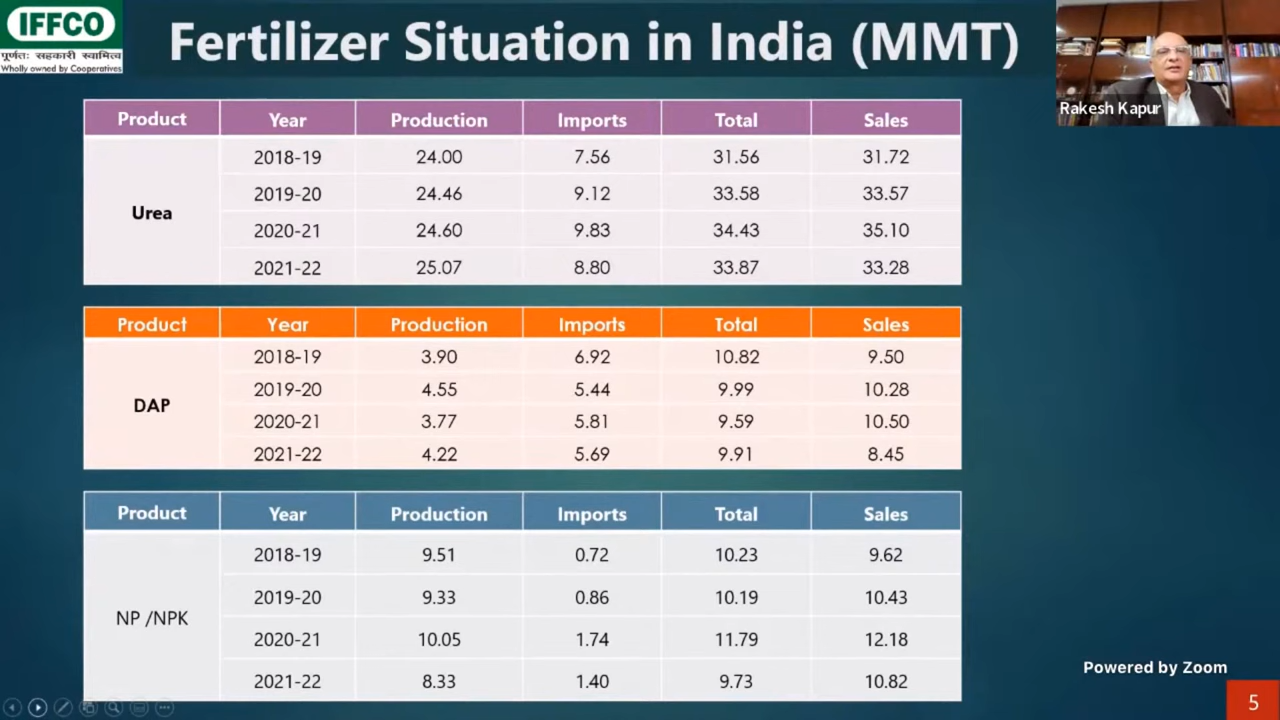 IFFCO
पूर्णतः सहकारी स्वामित्व
Wholly owned by Cooperatives
Fertilizer Situation in India (MMT)
Rakesh Kapur
Product Year Production Imports Total Sales
Urea
2018-19 24.00 7.56 31.56 31.72
2019-20 24.46 9.12 33.58 33.57
2020-21 24.60 9.83 34.43 35.10
2021-22 25.07 8.80 33.87 33.28
Product Year Production Imports Total Sales
DAP
2018-19 3.90 6.92 10.82 9.50
2019-20 4.55 5.44 9.99 10.28
2020-21 3.77 5.81 9.59 10.50
2021-22 4.22 5.69 9.91 8.45
Product Year Production Imports Total Sales
NP /NPK
2018-19 9.51 0.72 10.23 9.62
2019-20 9.33 0.86 10.19 10.43
2020-21 10.05 1.74 11.79 12.18
2021-22 8.33 1.40 9.73 10.82
Powered by Zoom
5